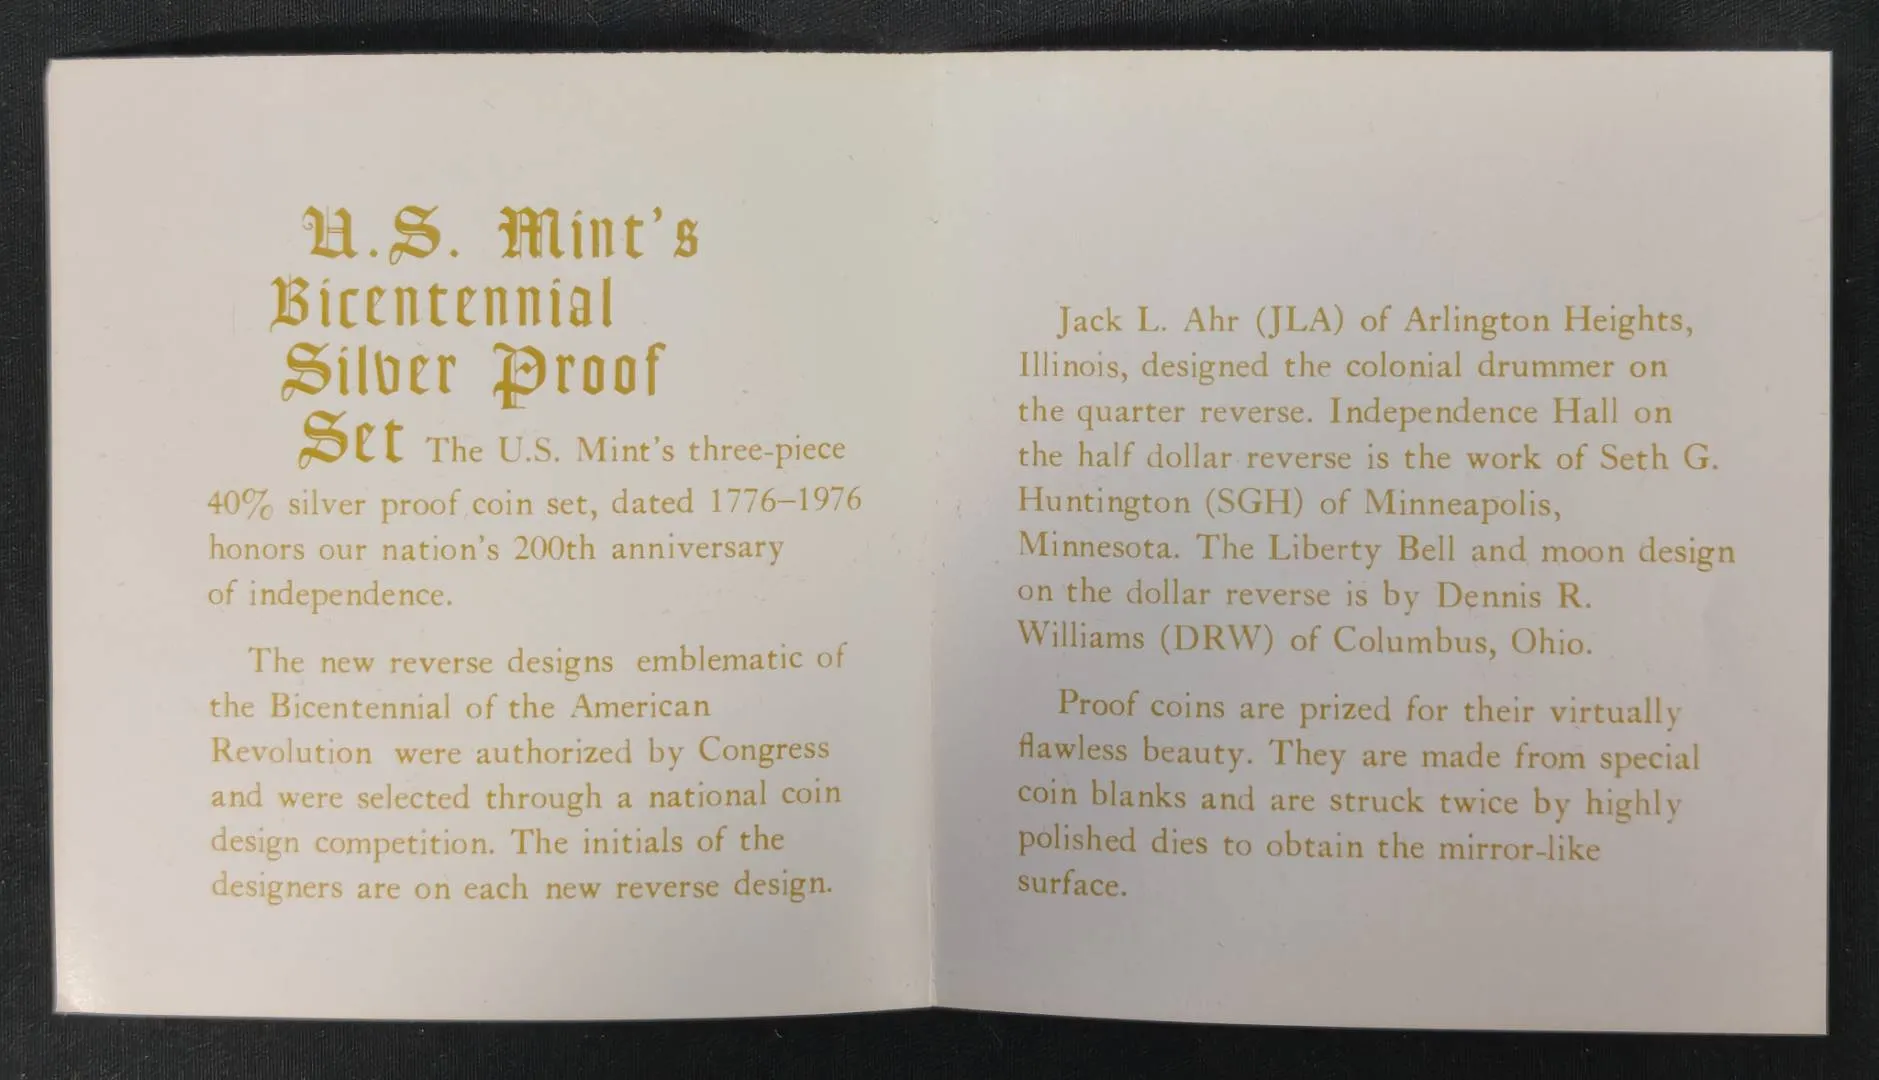 U.S. Mint's
Bicentennial
Silver Proof
Set The U.S. Mint's three-piece
40% silver proof coin set, dated 1776–1976
honors our nation's 200th anniversary
of independence.
The new reverse designs emblematic of
the Bicentennial of the American
Revolution were authorized by Congress
and were selected through a national coin
design competition. The initials of the
designers are on each new reverse design.
Jack L. Ahr (JLA) of Arlington Heights,
Illinois, designed the colonial drummer on
the quarter reverse. Independence Hall on
the half dollar reverse is the work of Seth G.
Huntington (SGH) of Minneapolis,
Minnesota. The Liberty Bell and moon design
on the dollar reverse is by Dennis R.
Williams (DRW) of Columbus, Ohio.
Proof coins are prized for their virtually
flawless beauty. They are made from special
coin blanks and are struck twice by highly
polished dies to obtain the mirror-like
surface.